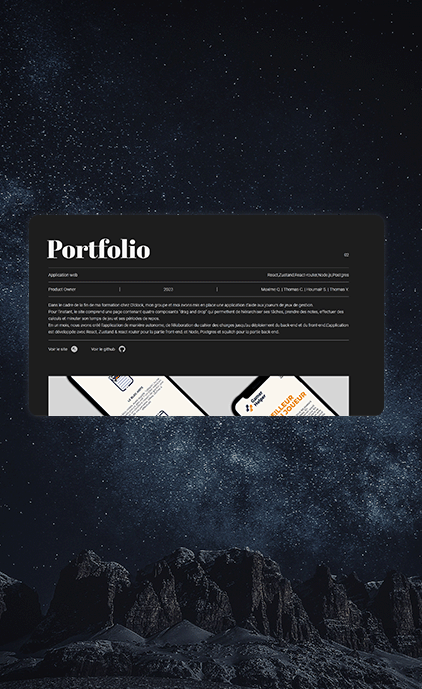 Portfolio
02
Application web
React,Zustand,React-router,Node.js,Postgres
Product Owner | 2023 | Maxime G. | Thomas C. | Noumair S. | Thomas V.
Dans le cadre de la fin de ma formation chez Oclock, mon groupe et moi avons mis en place une application d'aide aux joueurs de jeux de gestion.
Pour l'instant, le site comprend une page contenant quatre composants "drag and drop" qui permettent de hiérarchiser ses tâches, prendre des notes, effectuer des
calculs et minuter son temps de jeu et ses périodes de repos.
En un mois, nous avons créé l'application de manière autonome, de l'élaboration du cahier des charges jusqu'au déploiement du back-end et du front-end.L'application
est développée avec React, Zustand & React router pour la partie front-end, et Node, Postgres et
pour la partie back-end.
Voir le site
Voir le github
Gamer
Helper
MEILLEUR
JOUEUR